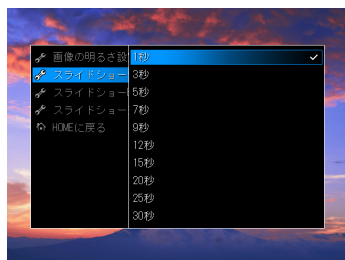 画像の明るさ設
スライドショー
スライドショー
スライドショー
HOMEに戻る
1秒
3秒
5秒
7秒
9秒
12秒
15秒
20秒
25秒
30秒